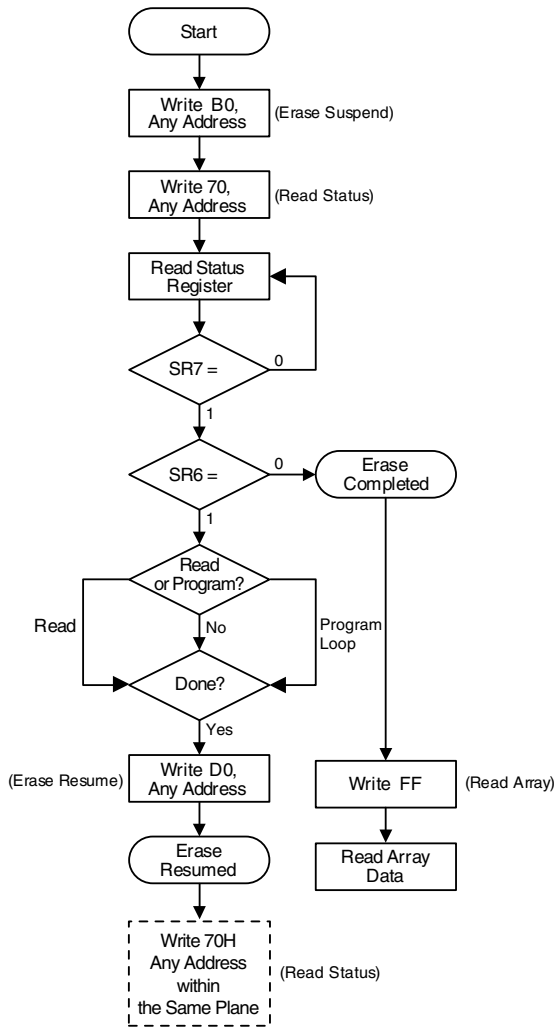 Start
Write B0,
Any Address
(Erase Suspend)
Write 70,
Any Address
(Read Status)
Read Status
Register
SR7 =
0
1
SR6 =
0
Erase
Completed
1
Read
or Program?
Read
No
Program
Loop
Done?
Yes
(Erase Resume)
Write D0,
Any Address
Write FF
(Read Array)
Erase
Resumed
Read Array
Data
Write 70H
Any Address
within
the Same Plane
(Read Status)